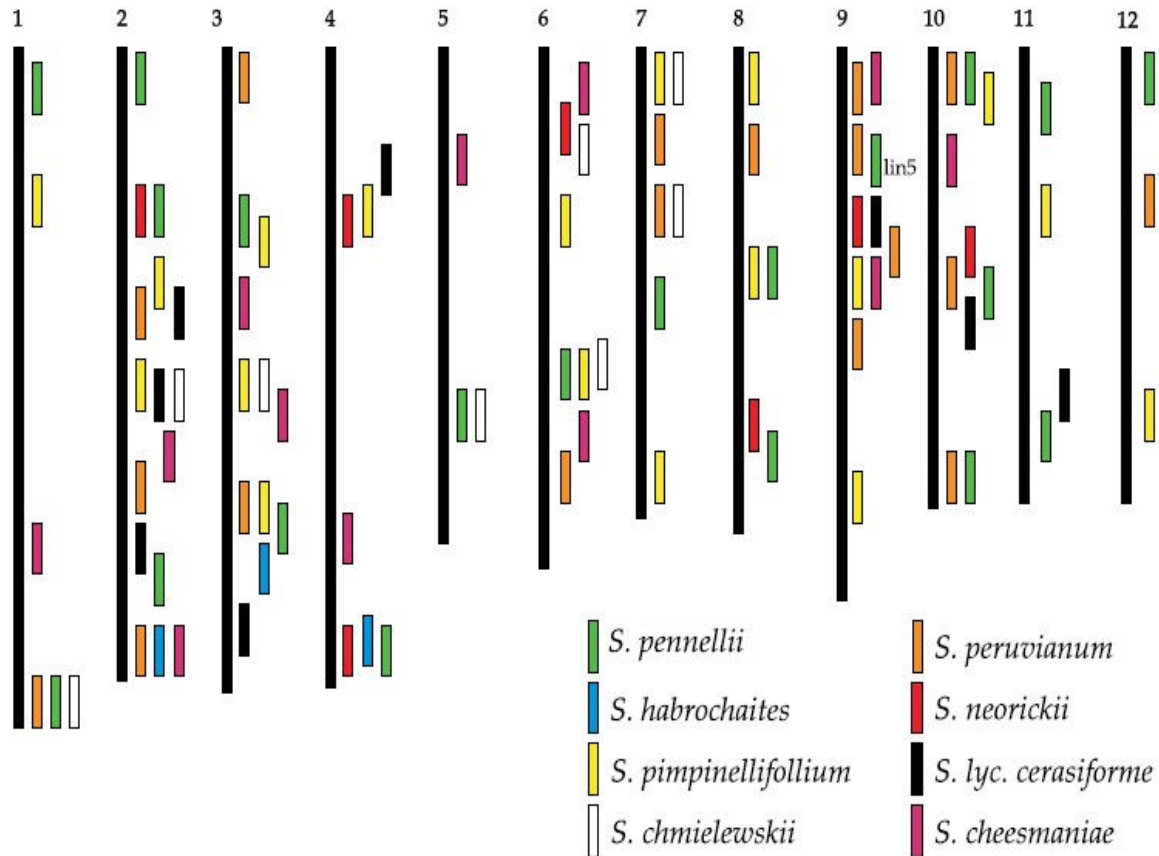 1 2 3 4 5 6 7 8 9 10 11 12
lin5
S. pennellii
S. peruvianum
S. habrochaites
S. neorickii
S. pimpinellifollium
S. lyc. cerasiforme
S. chmielewskii
S. cheesmaniae